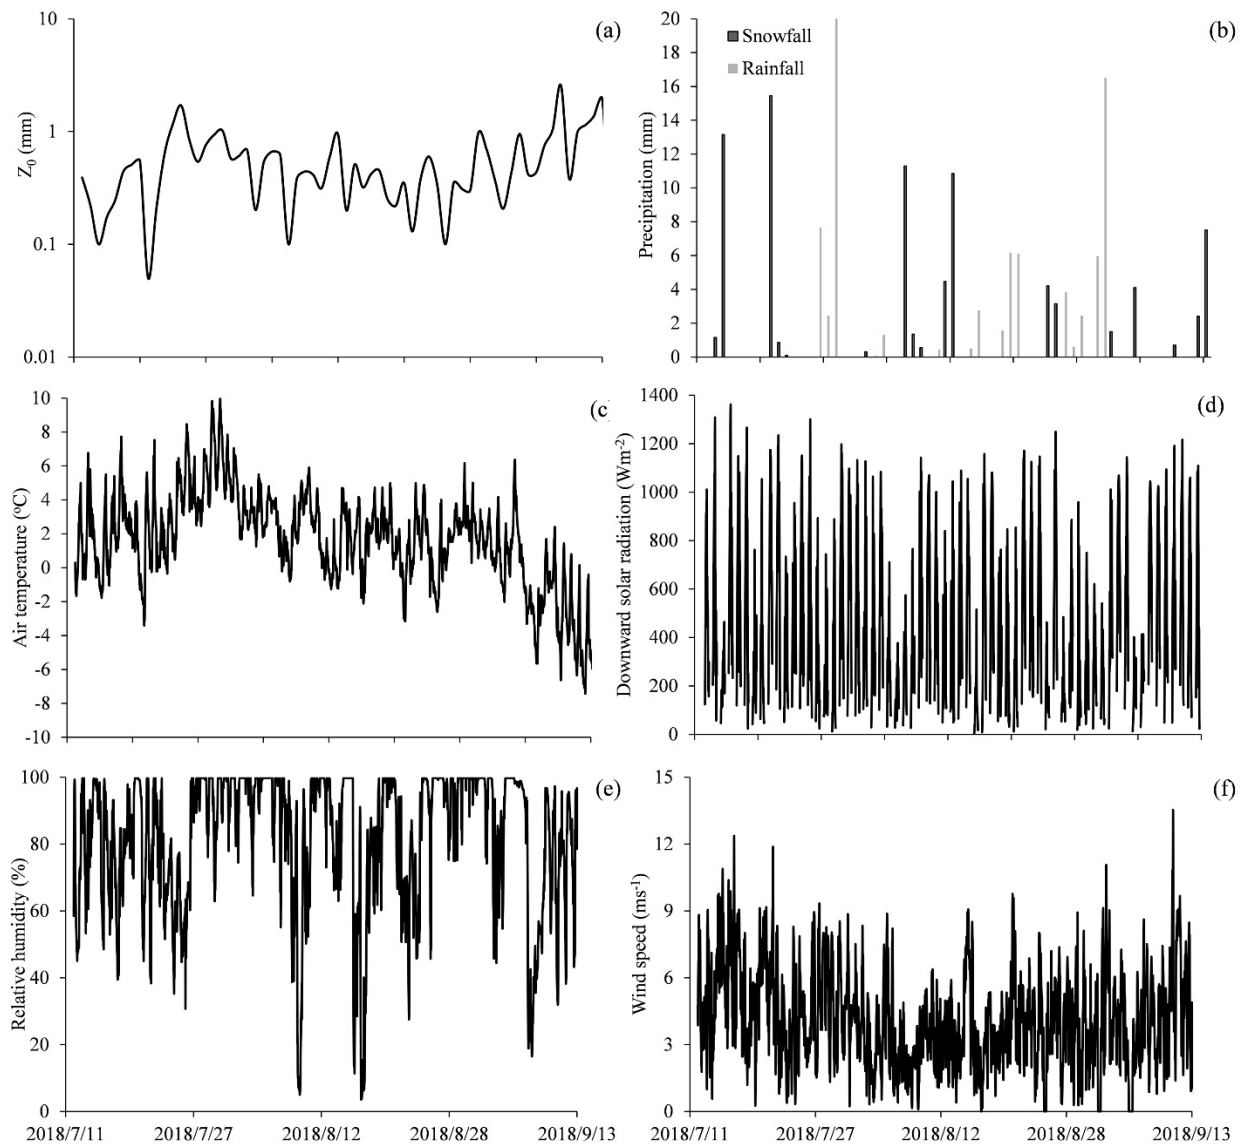 (a)
Z0 (mm)
10
1
0.1
0.01
(b)
Snowfall
Rainfall
Precipitation (mm)
20
18
16
14
12
10
8
6
4
2
0
(c
Air temperature (ºC)
10
8
6
4
2
0
-2
-4
-6
-8
-10
(d)
Downward solar radiation (Wm-2)
1400
1200
1000
800
600
400
200
0
(e)
Relative humidity (%)
100
80
60
40
20
0
2018/7/11 2018/7/27 2018/8/12 2018/8/28 2018/9/13
(f)
Wind speed (ms-1)
15
12
9
6
3
0
2018/7/11 2018/7/27 2018/8/12 2018/8/28 2018/9/13